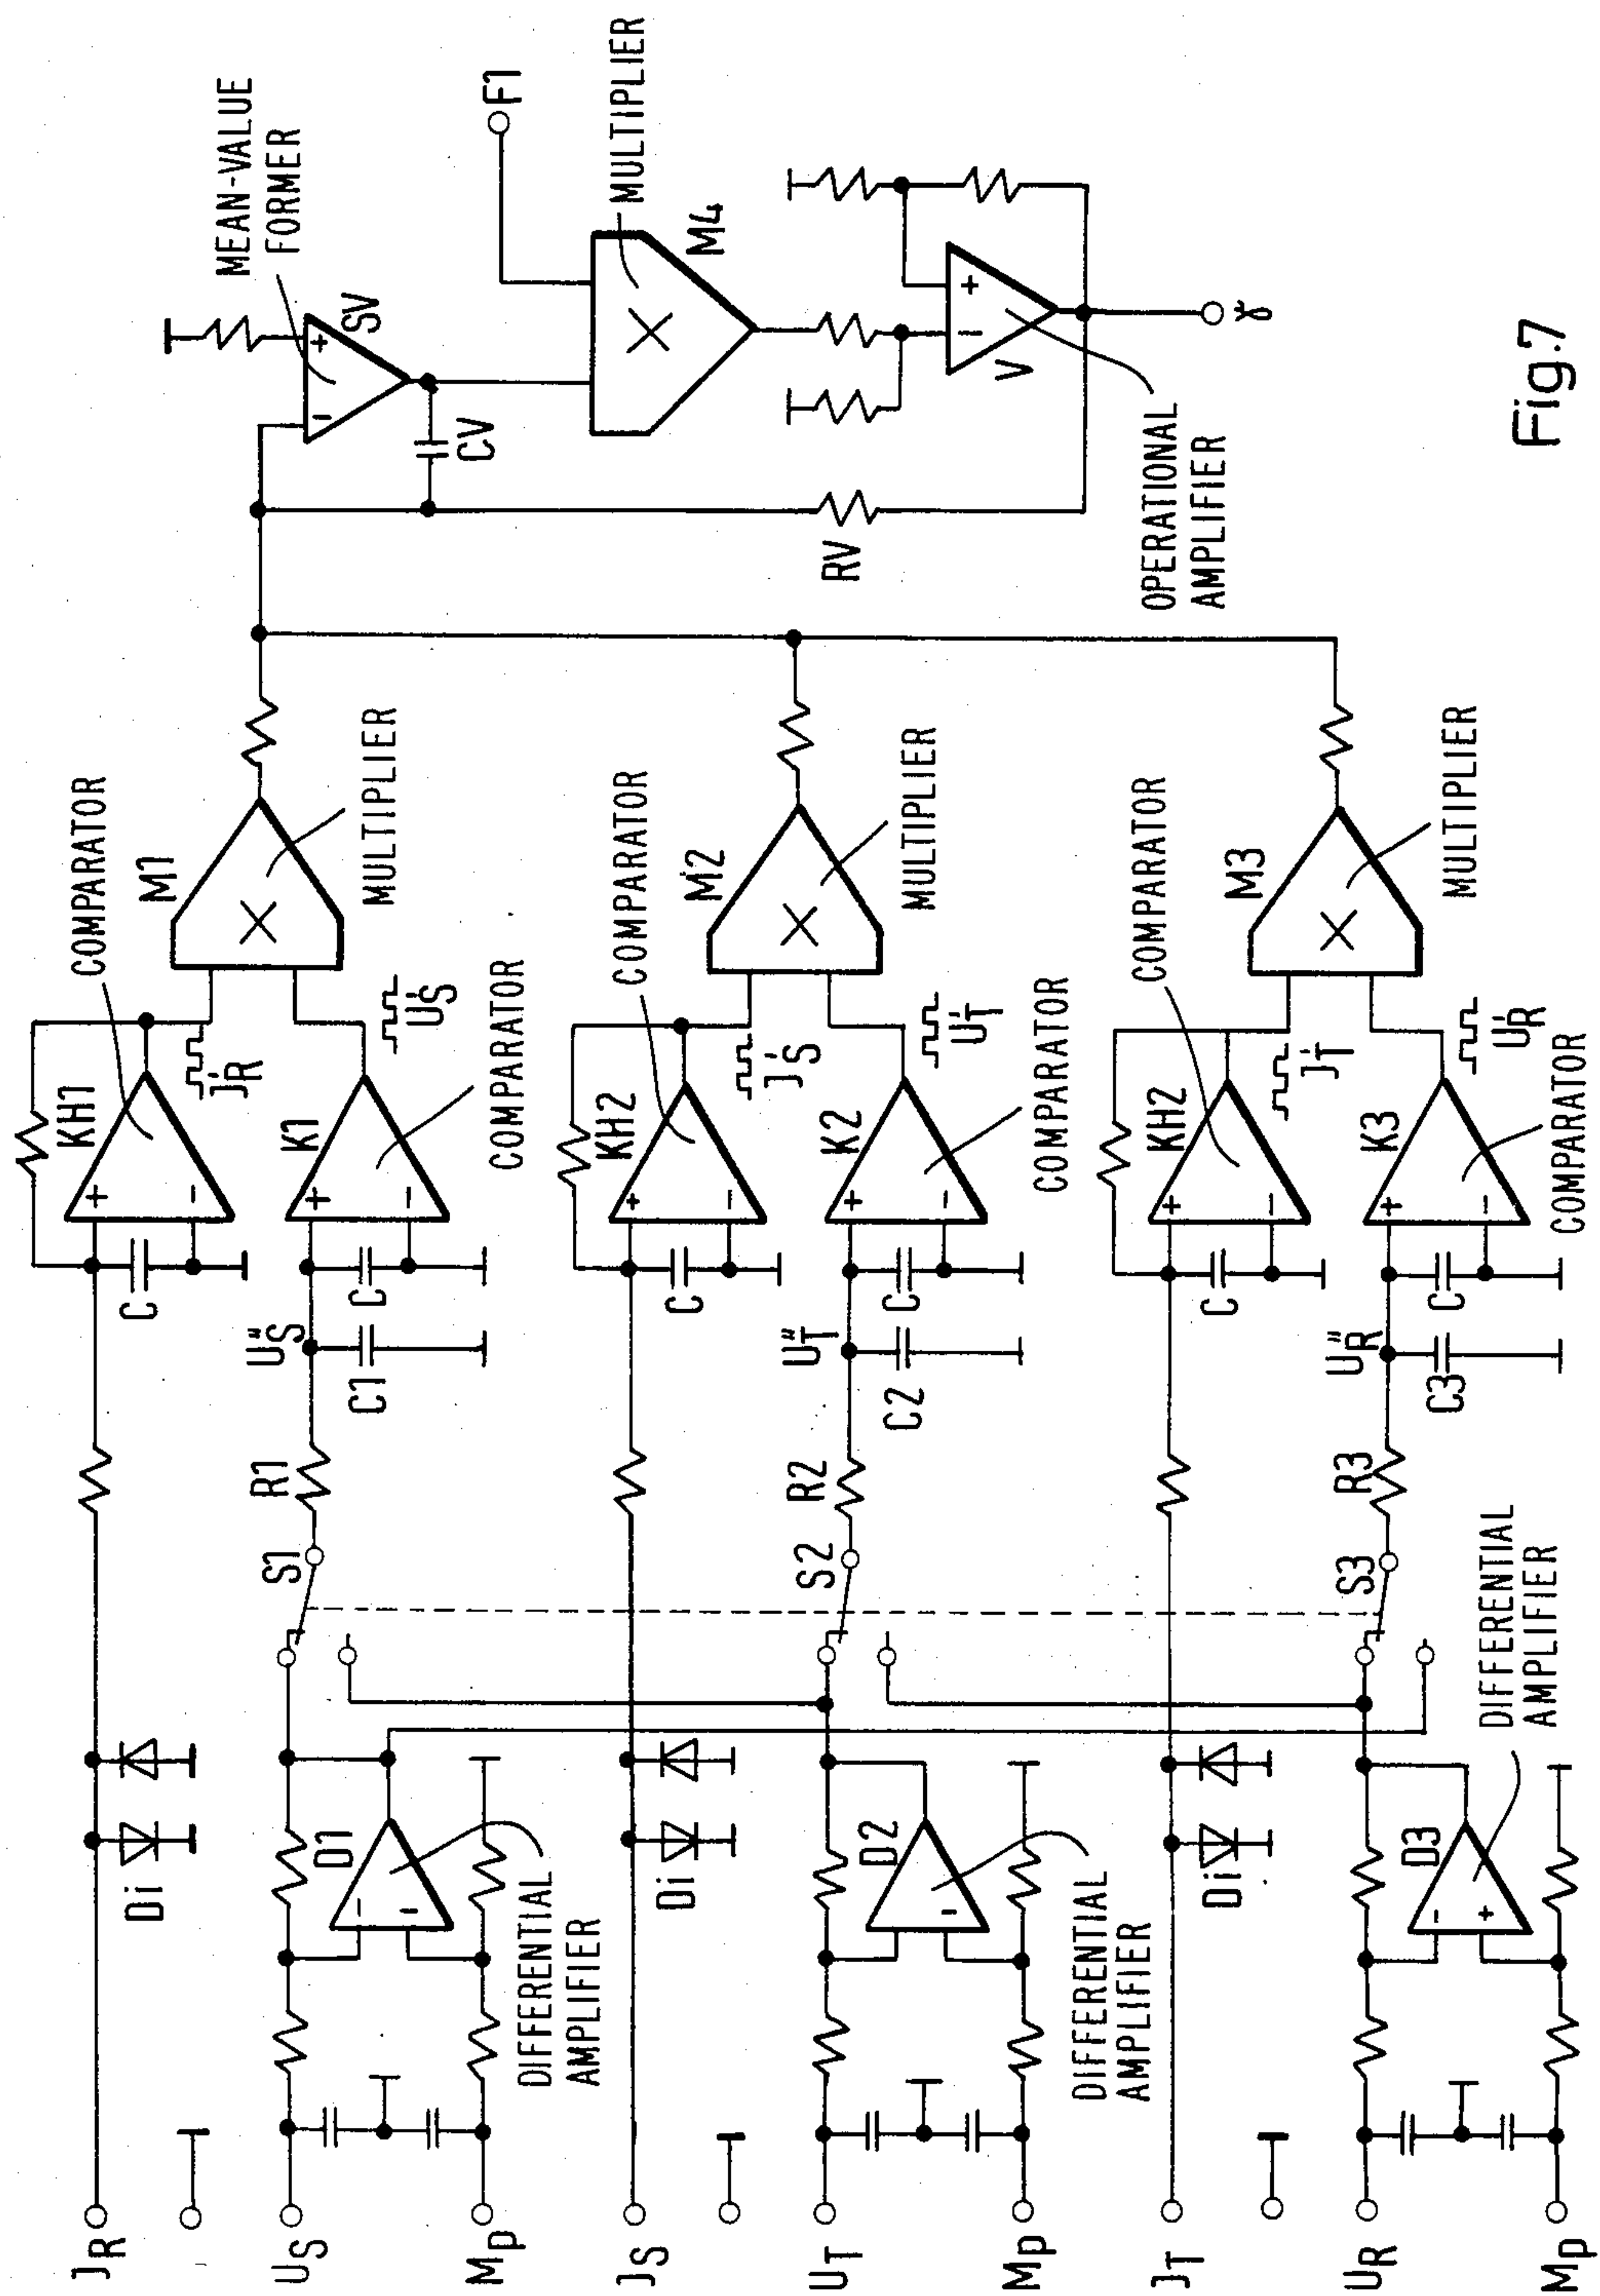 JR
US
Mp
JS
UT
Mp
JT
UR
Mp
Di
D1
DIFFERENTIAL
AMPLIFIER
Di
D2
DIFFERENTIAL
AMPLIFIER
Di
D3
DIFFERENTIAL
AMPLIFIER
S1
S2
S3
R1
R2
R3
C1
C2
C3
U"S
U"T
U"R
C
C
C
C
C
C
+
−
KH1
COMPARATOR
J'R
+
−
K1
COMPARATOR
U'S
+
−
KH2
COMPARATOR
J'S
+
−
K2
COMPARATOR
U'T
+
−
KH2
COMPARATOR
J'T
+
−
K3
COMPARATOR
U'R
M1
X
MULTIPLIER
M2
X
MULTIPLIER
M3
X
MULTIPLIER
MEAN-VALUE
FORMER
SV
+
−
CV
RV
F1
MULTIPLIER
M4
X
+
−
V
OPERATIONAL
AMPLIFIER
γ
Fig.7